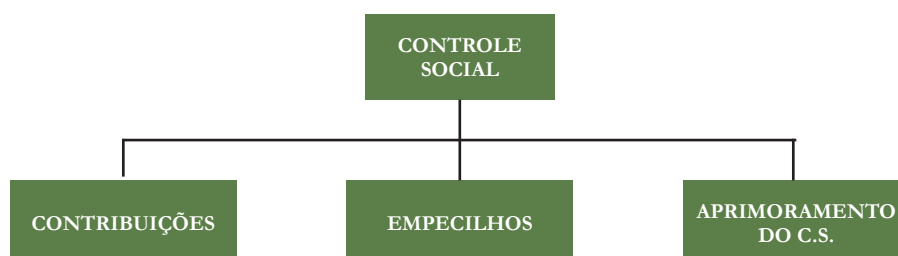 CONTROLE
SOCIAL
CONTRIBUIÇÕES
EMPECILHOS
APRIMORAMENTO
DO C.S.